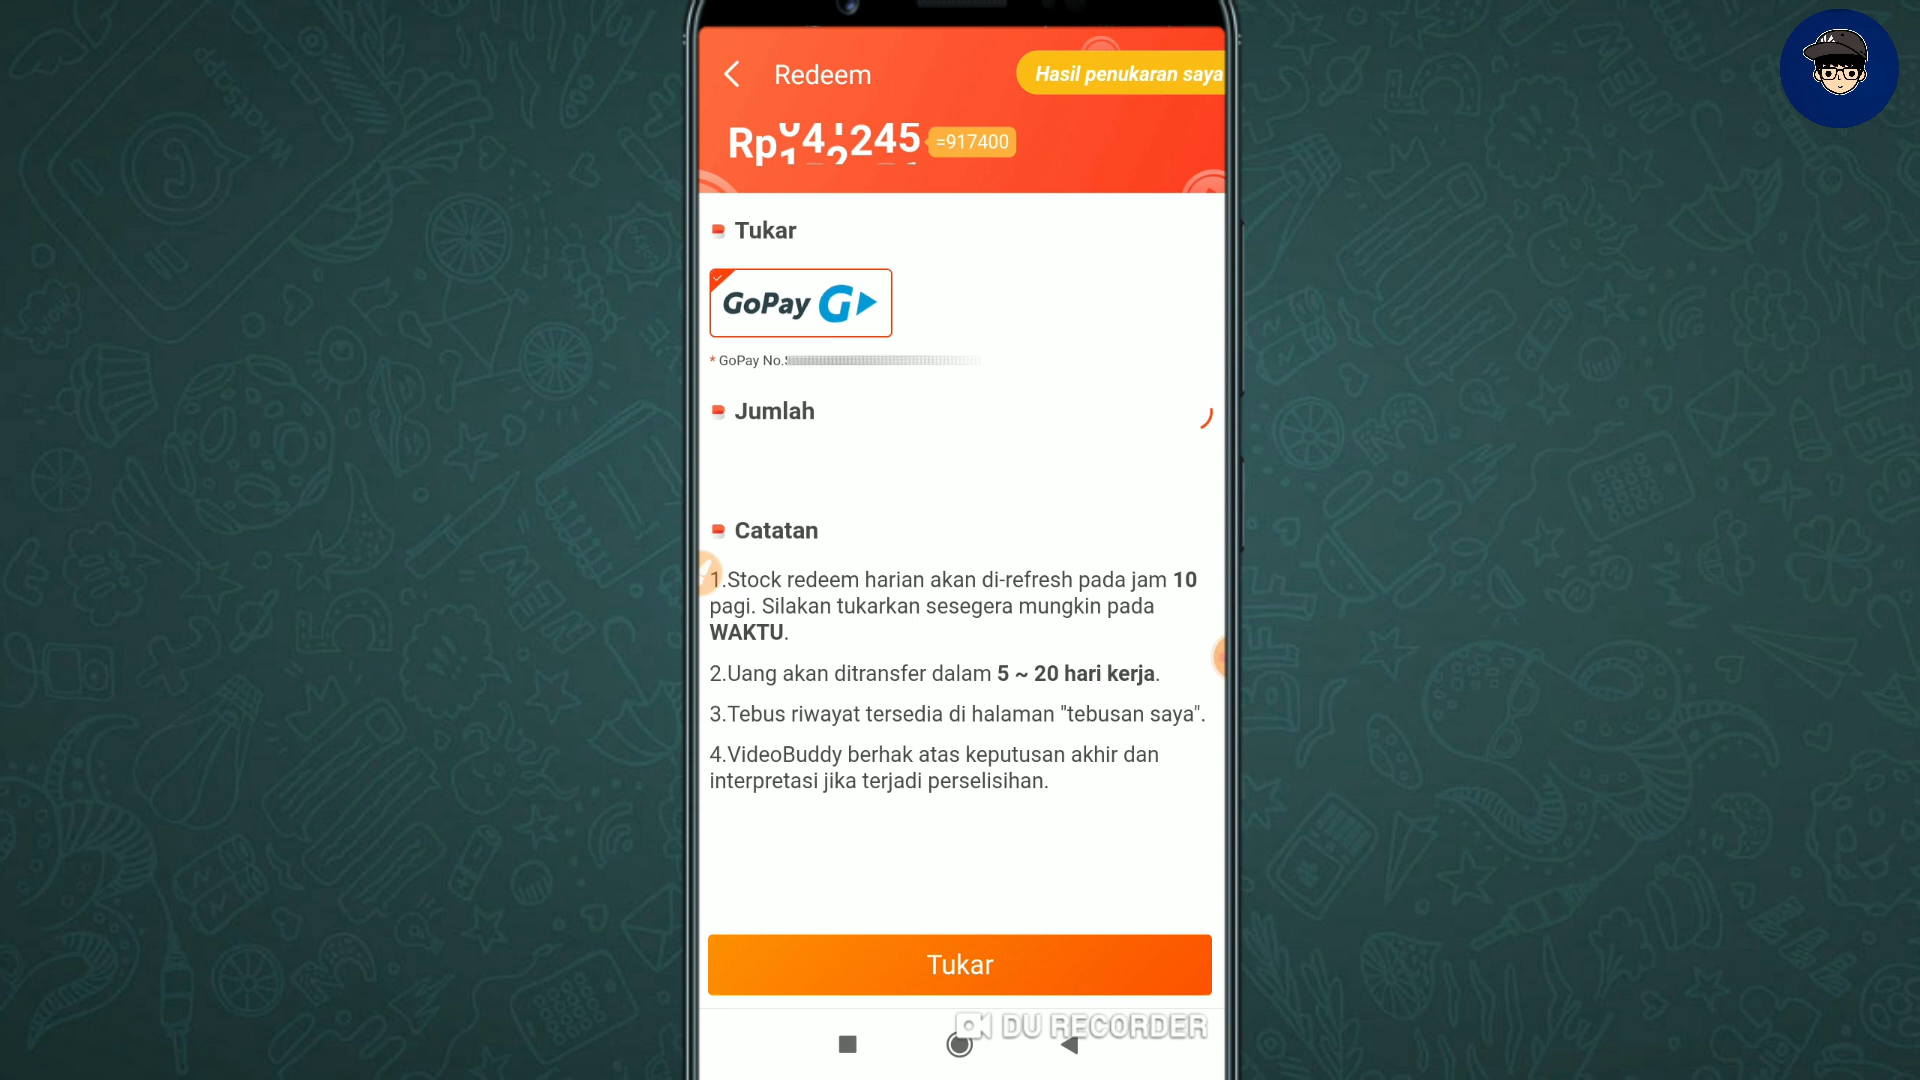 Redeem
Hasil penukaran saya
Rp
245
=917400
Tukar
GoPay
* GoPay No.
Jumlah
Catatan
1.Stock redeem harian akan di-refresh pada jam 10
pagi. Silakan tukarkan sesegera mungkin pada
WAKTU.
2.Uang akan ditransfer dalam 5 ~ 20 hari kerja.
3.Tebus riwayat tersedia di halaman "tebusan saya".
4.VideoBuddy berhak atas keputusan akhir dan
interpretasi jika terjadi perselisihan.
Tukar
DU RECORDER